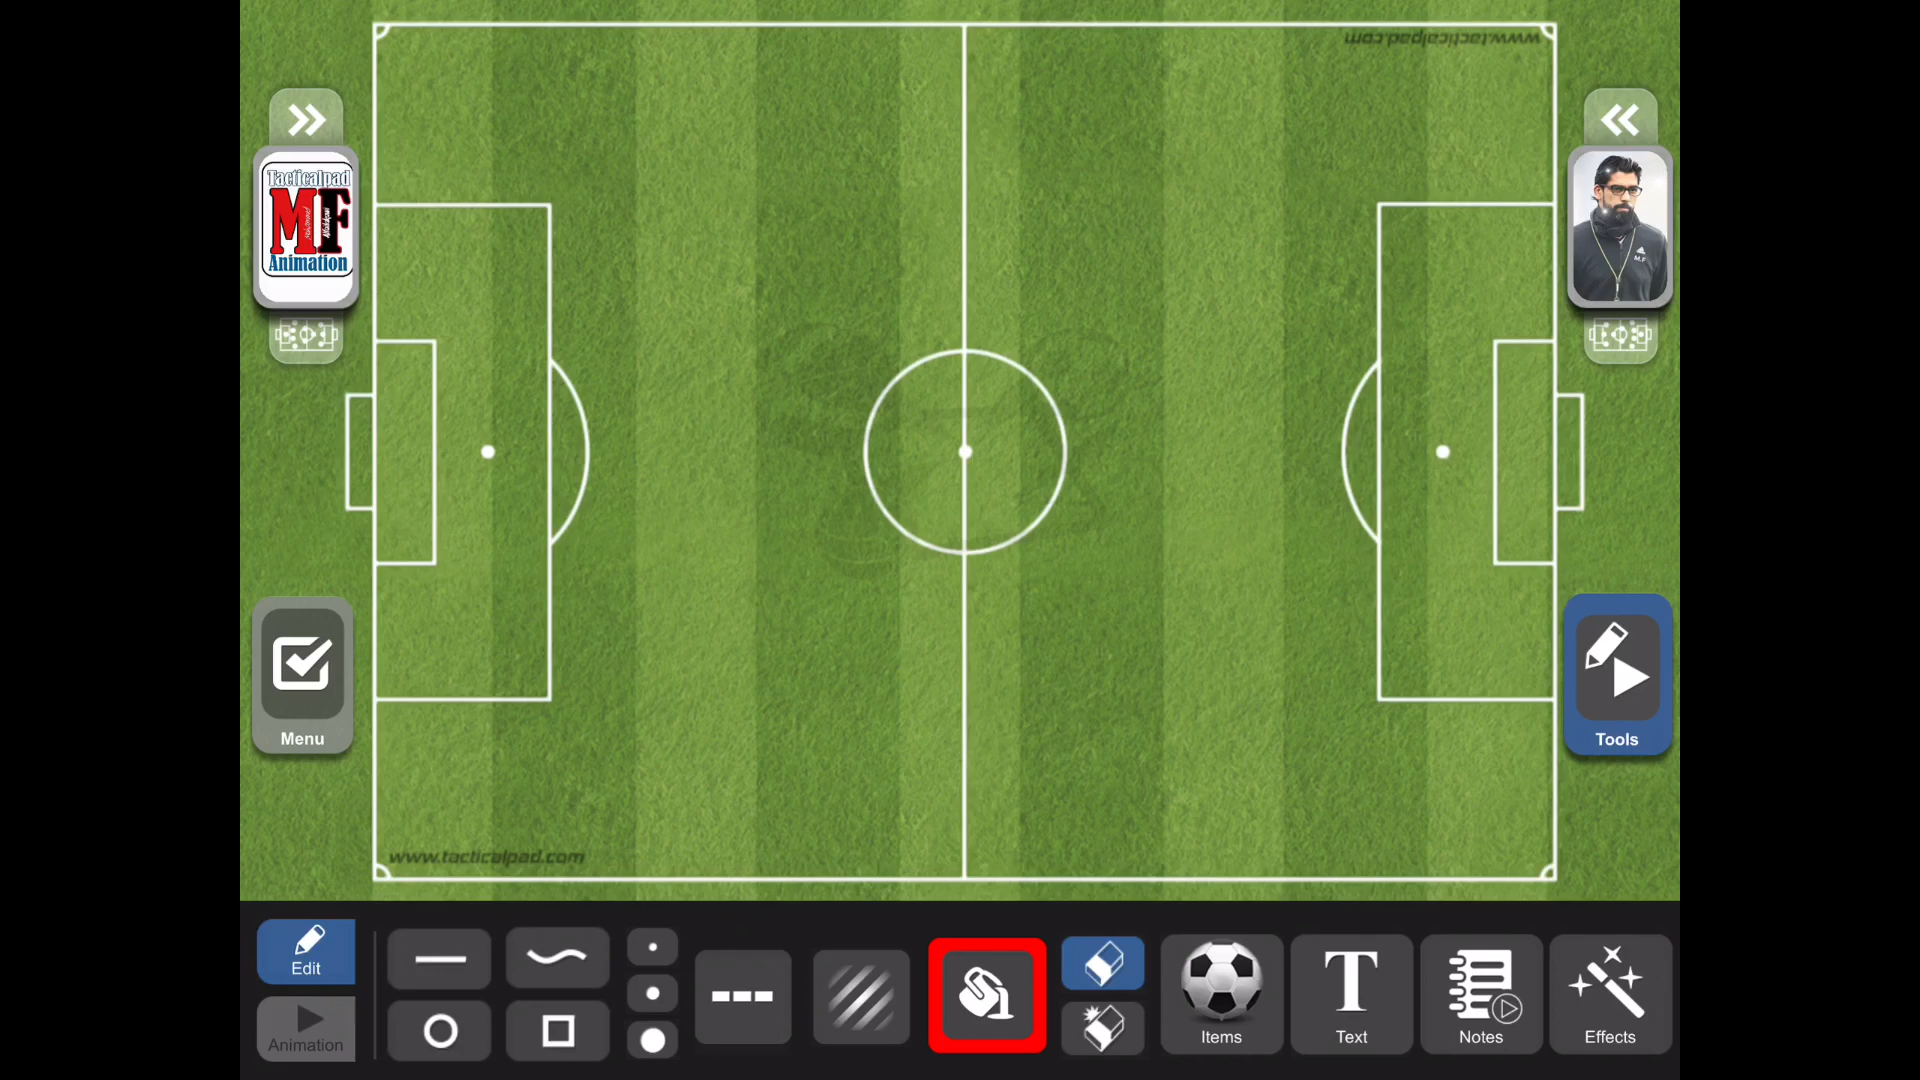 www.tacticalpad.com
Tacticalpad
MF
Animation
M.F
Menu
Tools
www.tacticalpad.com
Edit
Animation
Items
T
Text
Notes
Effects